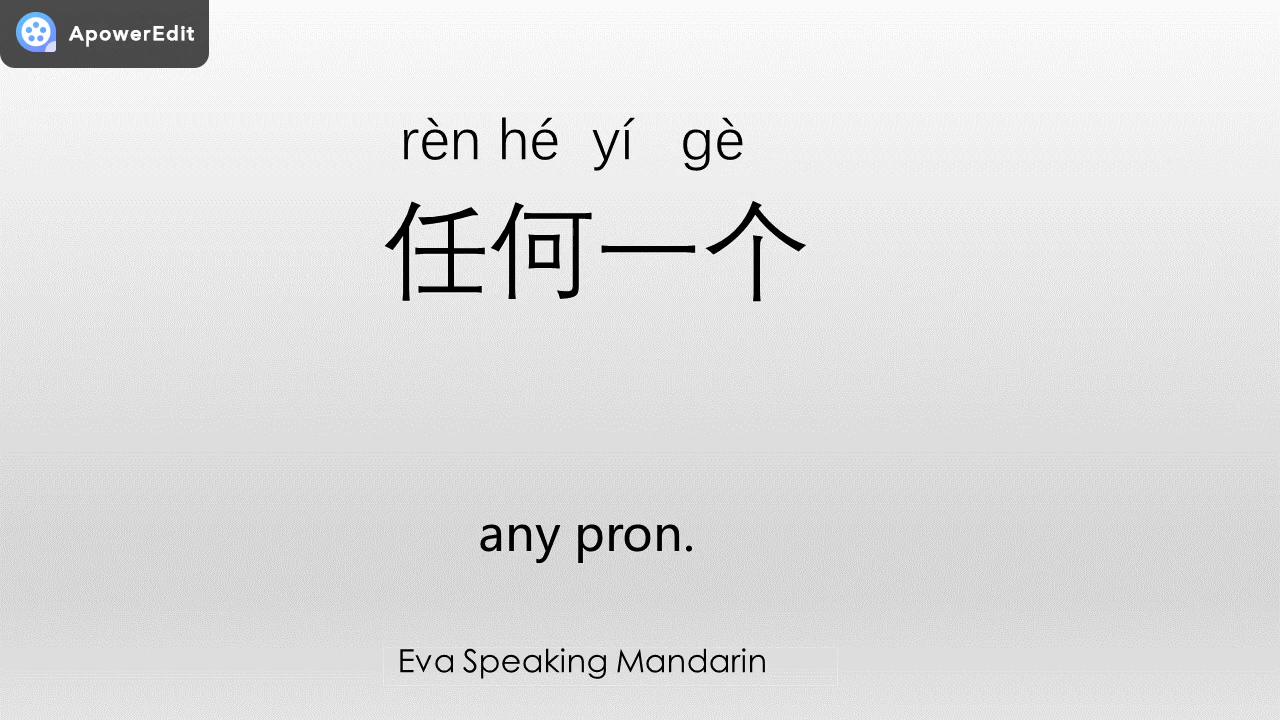 ApowerEdit
rèn hé yí gè
任何一个
any pron.
Eva Speaking Mandarin